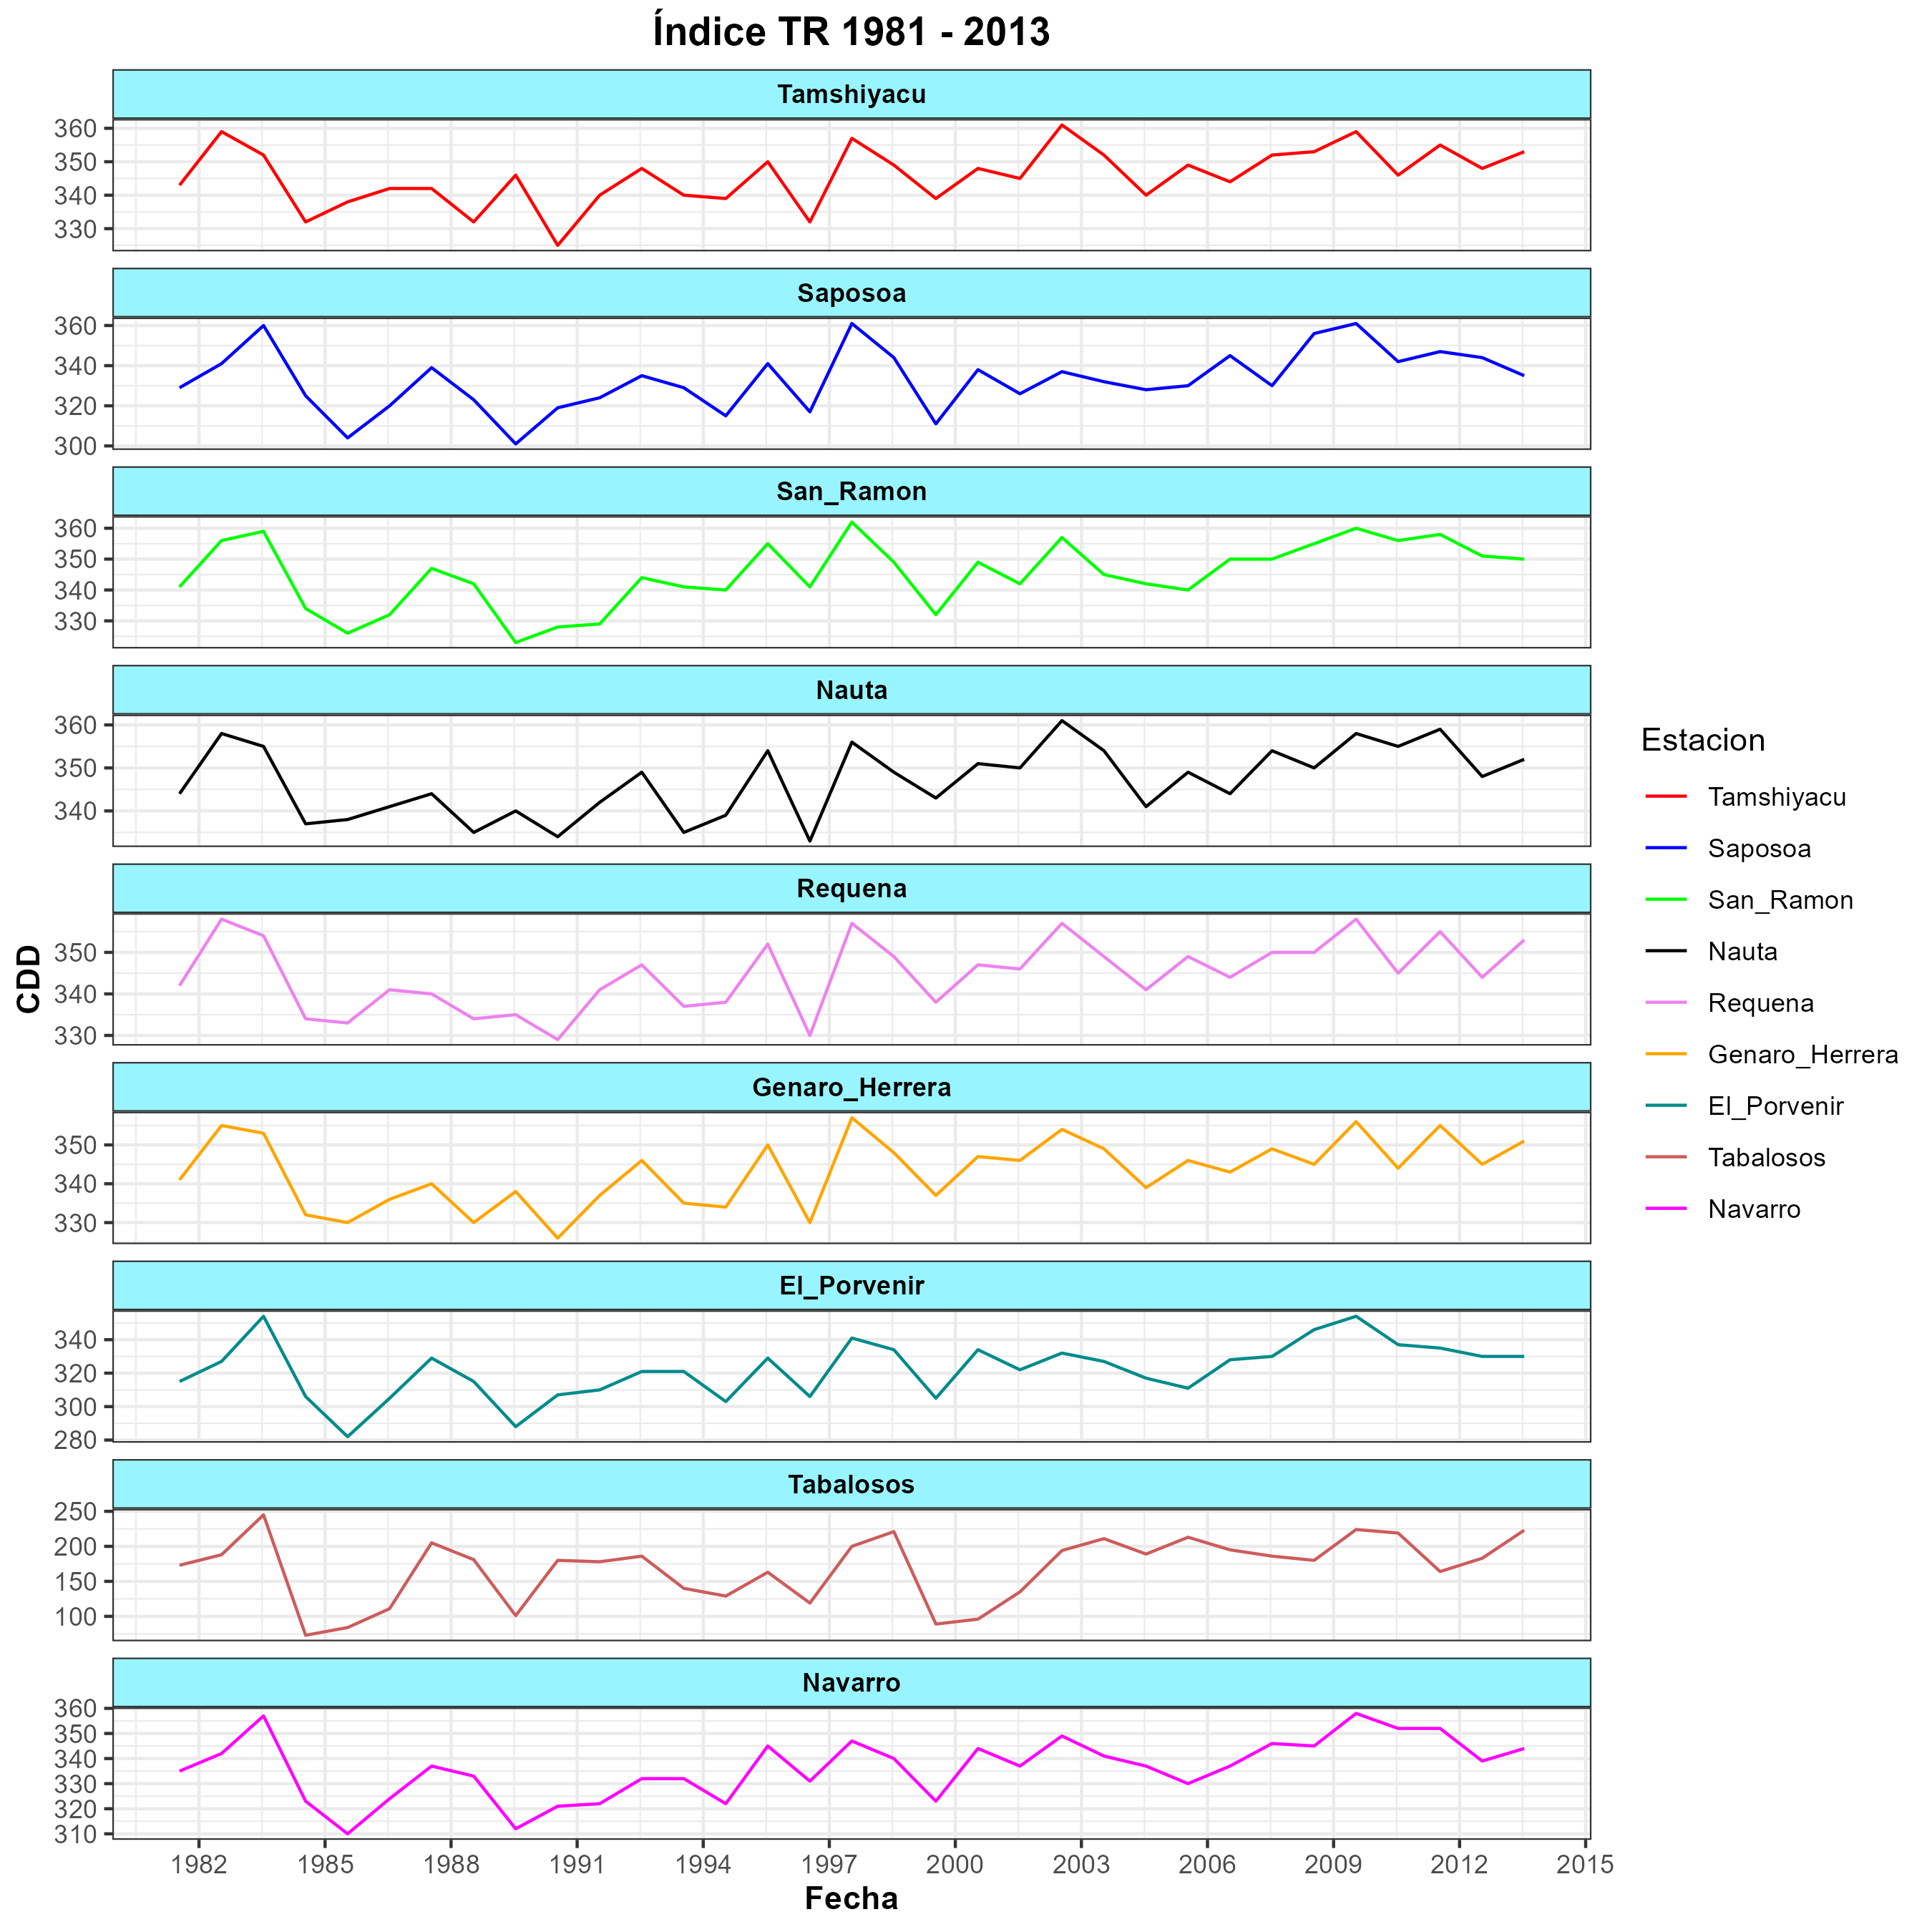 Índice TR 1981 - 2013
Tamshiyacu
360
350
340
330
Saposoa
360
340
320
300
San_Ramon
360
350
340
330
Nauta
360
350
340
Requena
350
340
330
Genaro_Herrera
350
340
330
El_Porvenir
340
320
300
280
Tabalosos
250
200
150
100
Navarro
360
350
340
330
320
310
1982 1985 1988 1991 1994 1997 2000 2003 2006 2009 2012 2015
Fecha
CDD
Estacion
Tamshiyacu
Saposoa
San_Ramon
Nauta
Requena
Genaro_Herrera
El_Porvenir
Tabalosos
Navarro